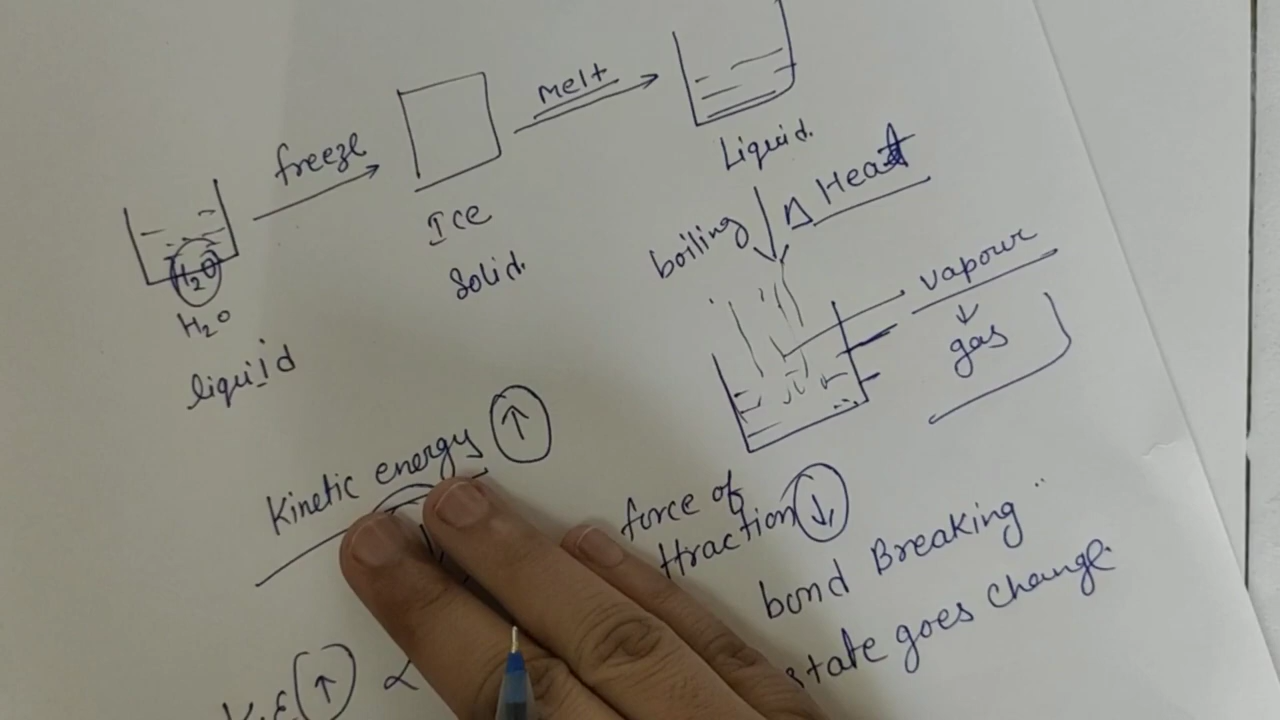 freeze
Melt
H₂O
H₂O
liquid
Ice
Solid.
Liquid.
boiling
Δ Heat
vapour
↓
gas
Kinetic energy ↑
force of
ttraction ↓
bond Breaking
state goes change.
K.E ↑ ∝